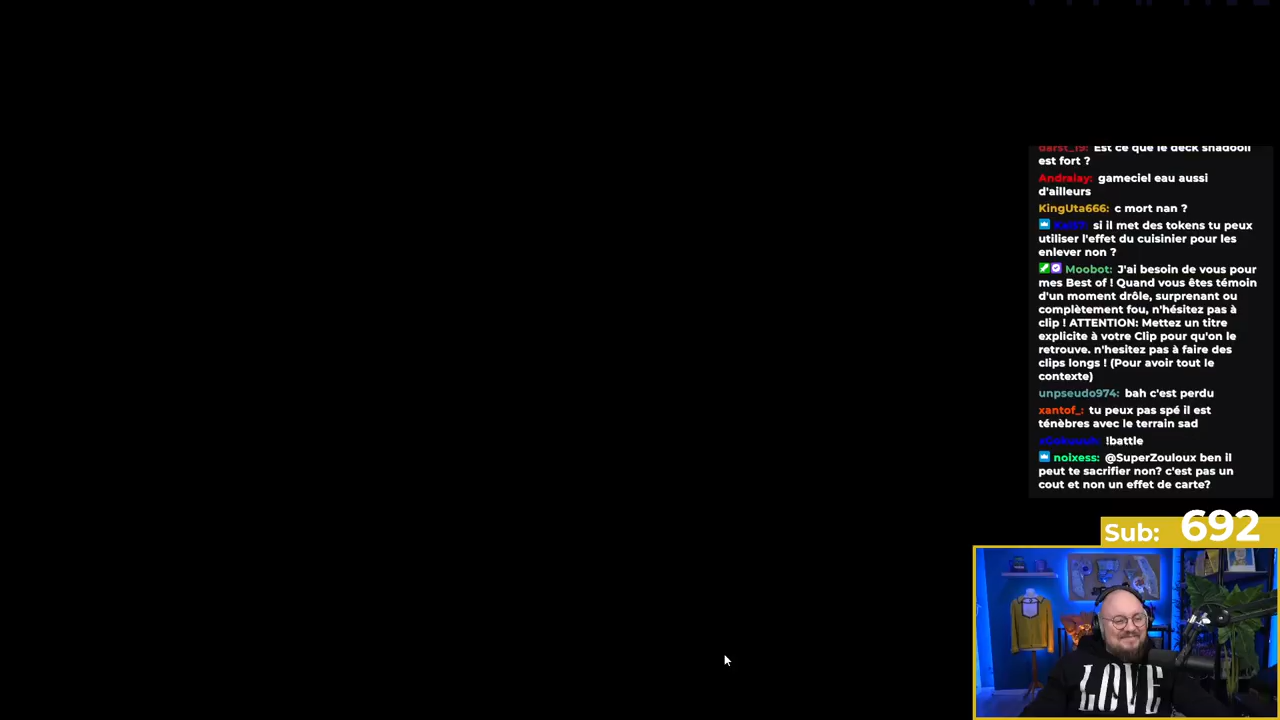 darst_19: Est ce que le deck shadoll
est fort ?
Andralay: gameciel eau aussi
d'ailleurs
KingUta666: c mort nan ?
si il met des tokens tu peux
utiliser l'effet du cuisinier pour les
enlever non ?
Moobot: J'ai besoin de vous pour
mes Best of ! Quand vous êtes témoin
d'un moment drôle, surprenant ou
complètement fou, n'hésitez pas à
clip ! ATTENTION: Mettez un titre
explicite à votre Clip pour qu'on le
retrouve. n'hesitez pas à faire des
clips longs ! (Pour avoir tout le
contexte)
unpseudo974: bah c'est perdu
xantof_: tu peux pas spé il est
ténèbres avec le terrain sad
!battle
noixess: @SuperZouloux ben il
peut te sacrifier non? c'est pas un
cout et non un effet de carte?
Sub: 692
LOVE